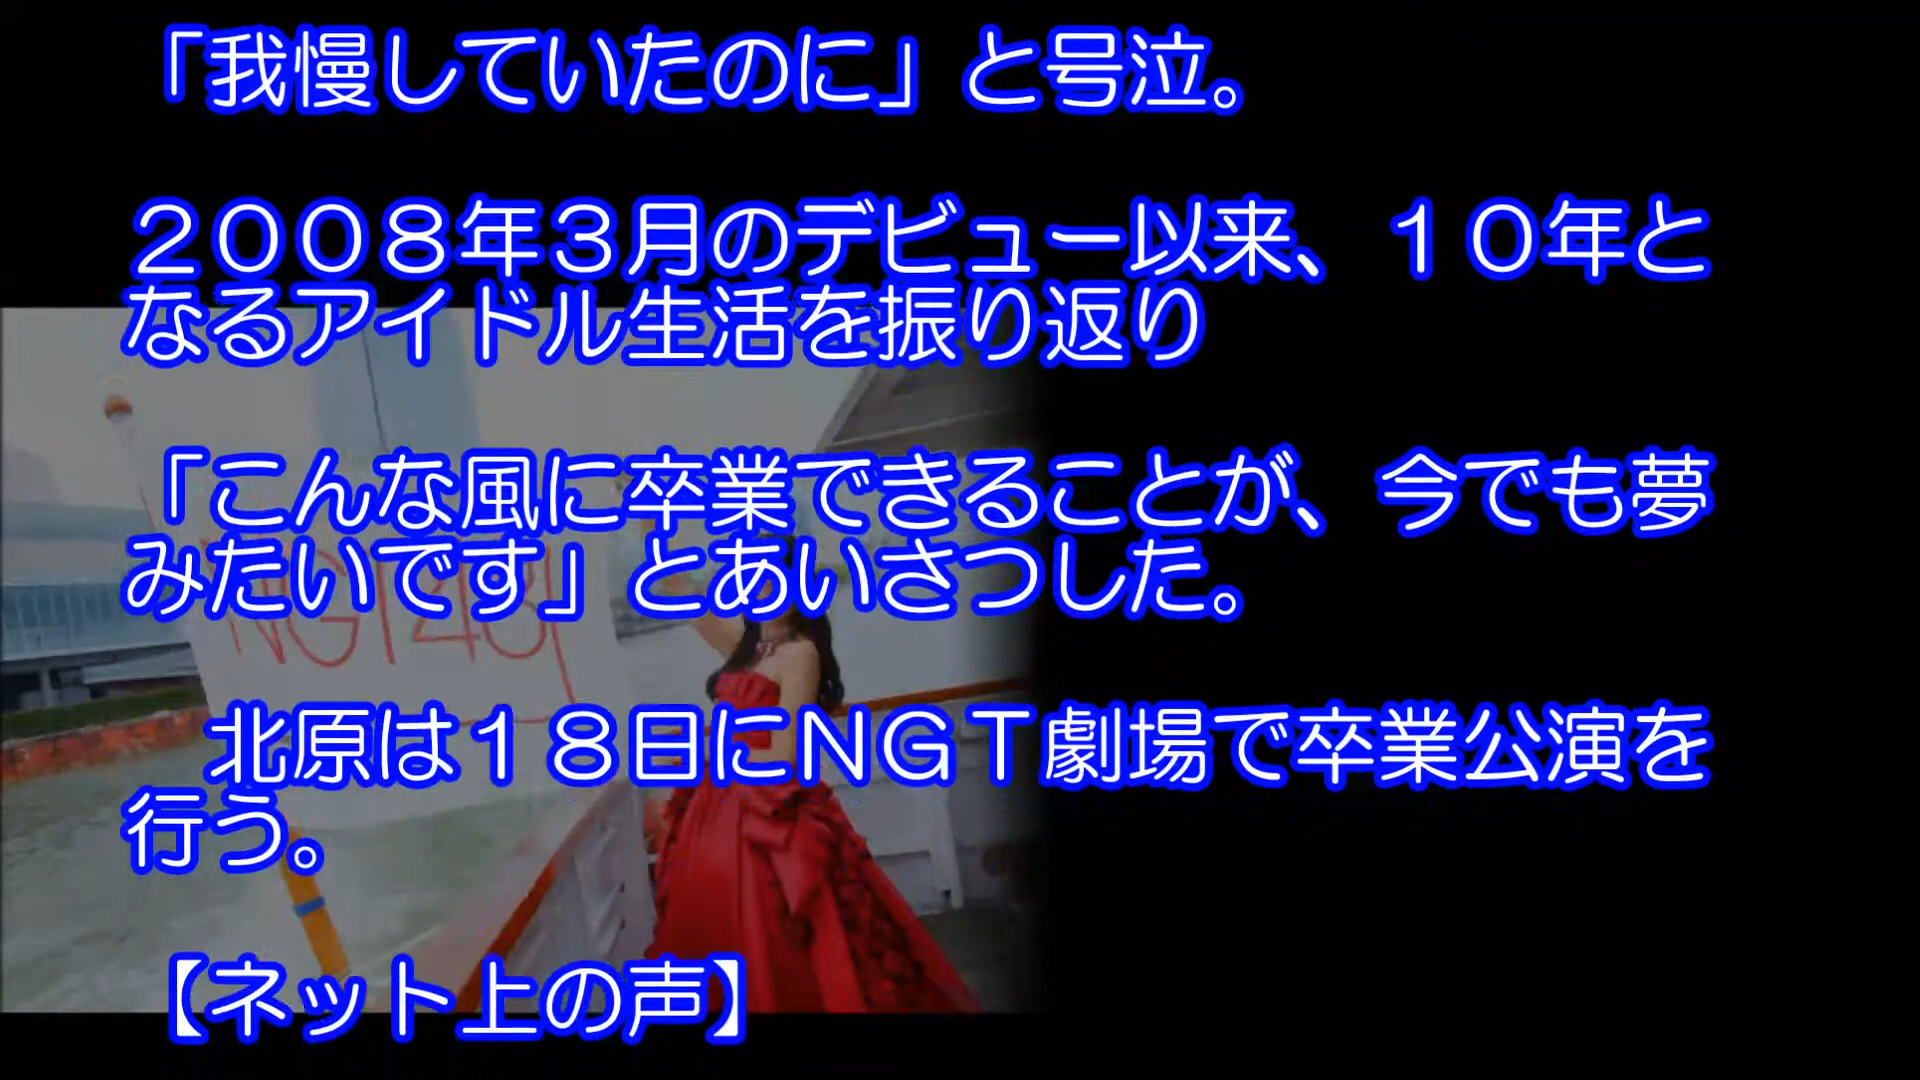 「我慢していたのに」と号泣。
２００８年３月のデビュー以来、１０年と
なるアイドル生活を振り返り
「こんな風に卒業できることが、今でも夢
みたいです」とあいさつした。
北原は１８日にＮＧＴ劇場で卒業公演を
行う。
【ネット上の声】
NGT48